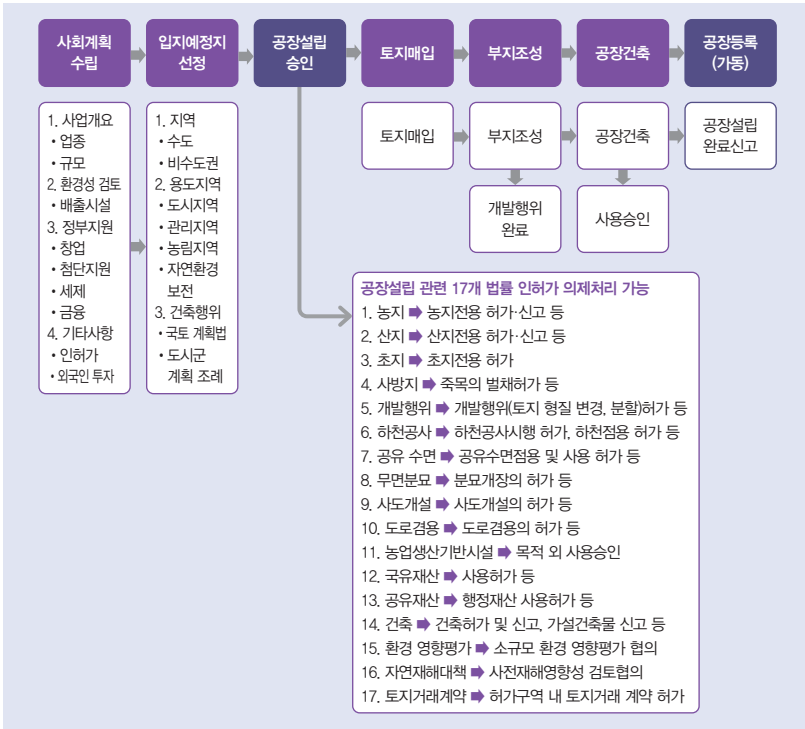 사회계획
수립
입지예정지
선정
공장설립
승인
토지매입
부지조성
공장건축
공장등록
(가동)
1. 사업개요
• 업종
• 규모
2. 환경성 검토
• 배출시설
3. 정부지원
• 창업
• 첨단지원
• 세제
• 금융
4. 기타사항
• 인허가
• 외국인 투자
1. 지역
• 수도
• 비수도권
2. 용도지역
• 도시지역
• 관리지역
• 농림지역
• 자연환경
보전
3. 건축행위
• 국토 계획법
• 도시군
계획 조례
토지매입
부지조성
공장건축
공장설립
완료신고
개발행위
완료
사용승인
공장설립 관련 17개 법률 인허가 의제처리 가능
1. 농지 ➡ 농지전용 허가·신고 등
2. 산지 ➡ 산지전용 허가·신고 등
3. 초지 ➡ 초지전용 허가
4. 사방지 ➡ 죽목의 벌채허가 등
5. 개발행위 ➡ 개발행위(토지 형질 변경, 분할)허가 등
6. 하천공사 ➡ 하천공사시행 허가, 하천점용 허가 등
7. 공유 수면 ➡ 공유수면점용 및 사용 허가 등
8. 무면분묘 ➡ 분묘개장의 허가 등
9. 사도개설 ➡ 사도개설의 허가 등
10. 도로겸용 ➡ 도로겸용의 허가 등
11. 농업생산기반시설 ➡ 목적 외 사용승인
12. 국유재산 ➡ 사용허가 등
13. 공유재산 ➡ 행정재산 사용허가 등
14. 건축 ➡ 건축허가 및 신고, 가설건축물 신고 등
15. 환경 영향평가 ➡ 소규모 환경 영향평가 협의
16. 자연재해대책 ➡ 사전재해영향성 검토협의
17. 토지거래계약 ➡ 허가구역 내 토지거래 계약 허가